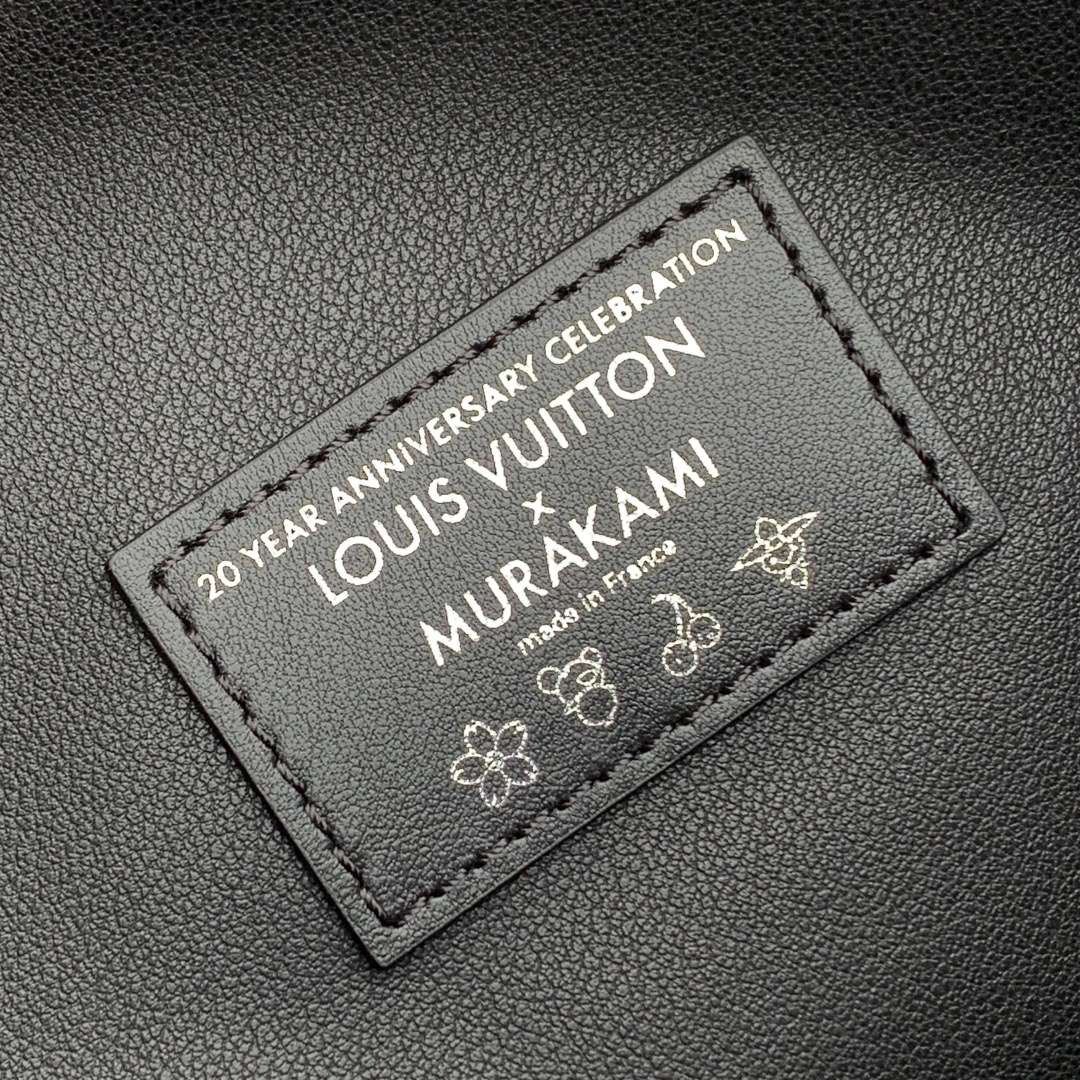 20 YEAR ANNIVERSARY CELEBRATION
LOUIS VUITTON
x
MURAKAMI
made in France